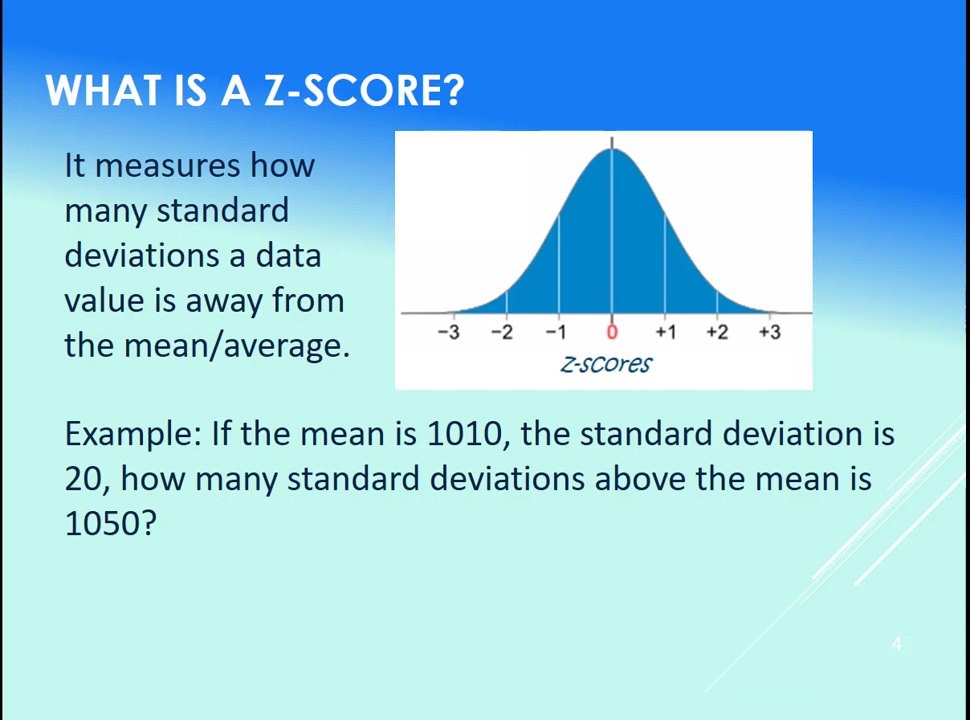 WHAT IS A Z-SCORE?
It measures how
many standard
deviations a data
value is away from
the mean/average.
−3 −2 −1 0 +1 +2 +3
z-scores
Example: If the mean is 1010, the standard deviation is
20, how many standard deviations above the mean is
1050?
4